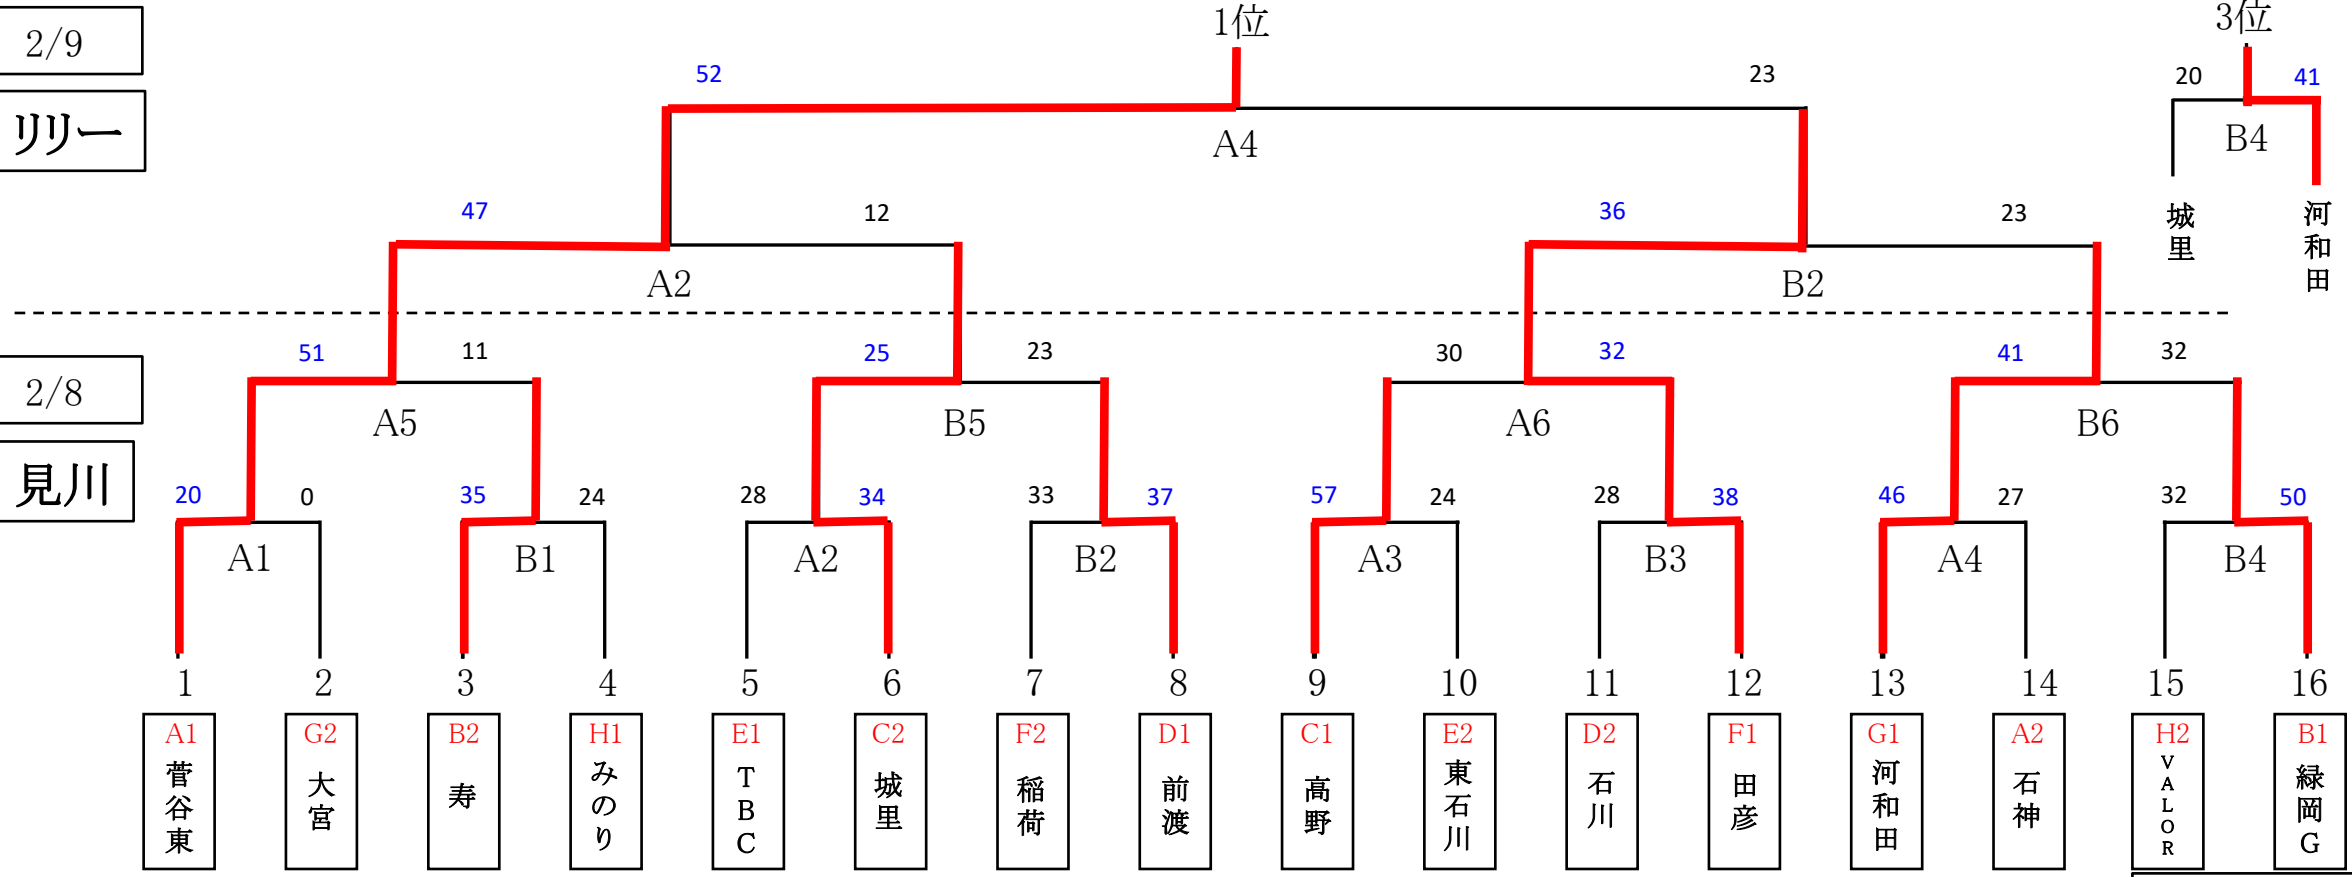 1位
3位
2/9
52
23
20
41
リリー
A4
B4
47
12
36
23
城里
河和田
A2
B2
51
11
25
23
30
32
41
32
2/8
A5
B5
A6
B6
見川
20
0
35
24
28
34
33
37
57
24
28
38
46
27
32
50
A1
B1
A2
B2
A3
B3
A4
B4
1
2
3
4
5
6
7
8
9
10
11
12
13
14
15
16
A1
G2
B2
H1
E1
C2
F2
D1
C1
E2
D2
F1
G1
A2
H2
B1
菅谷東
大宮
寿
みのり
TBC
城里
稲荷
前渡
高野
東石川
石川
田彦
河和田
石神
VALOR
緑岡G